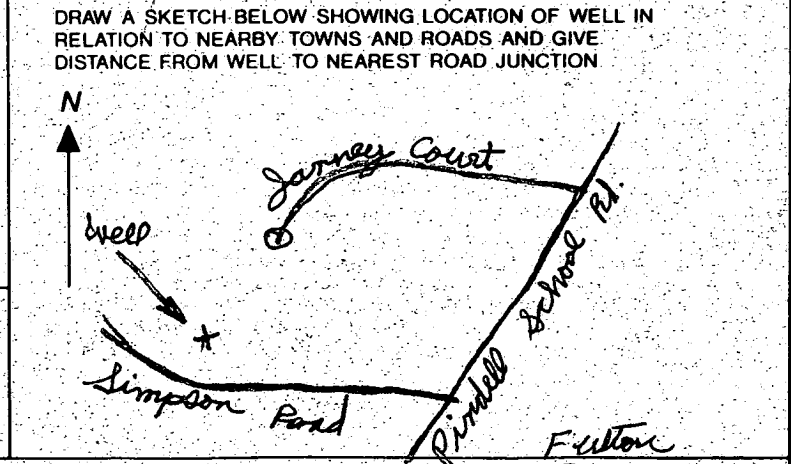 DRAW A SKETCH BELOW SHOWING LOCATION OF WELL IN
RELATION TO NEARBY TOWNS AND ROADS AND GIVE
DISTANCE FROM WELL TO NEAREST ROAD JUNCTION
N
Janney Court
Well
Pindell School Rd.
Simpson Road
Fulton